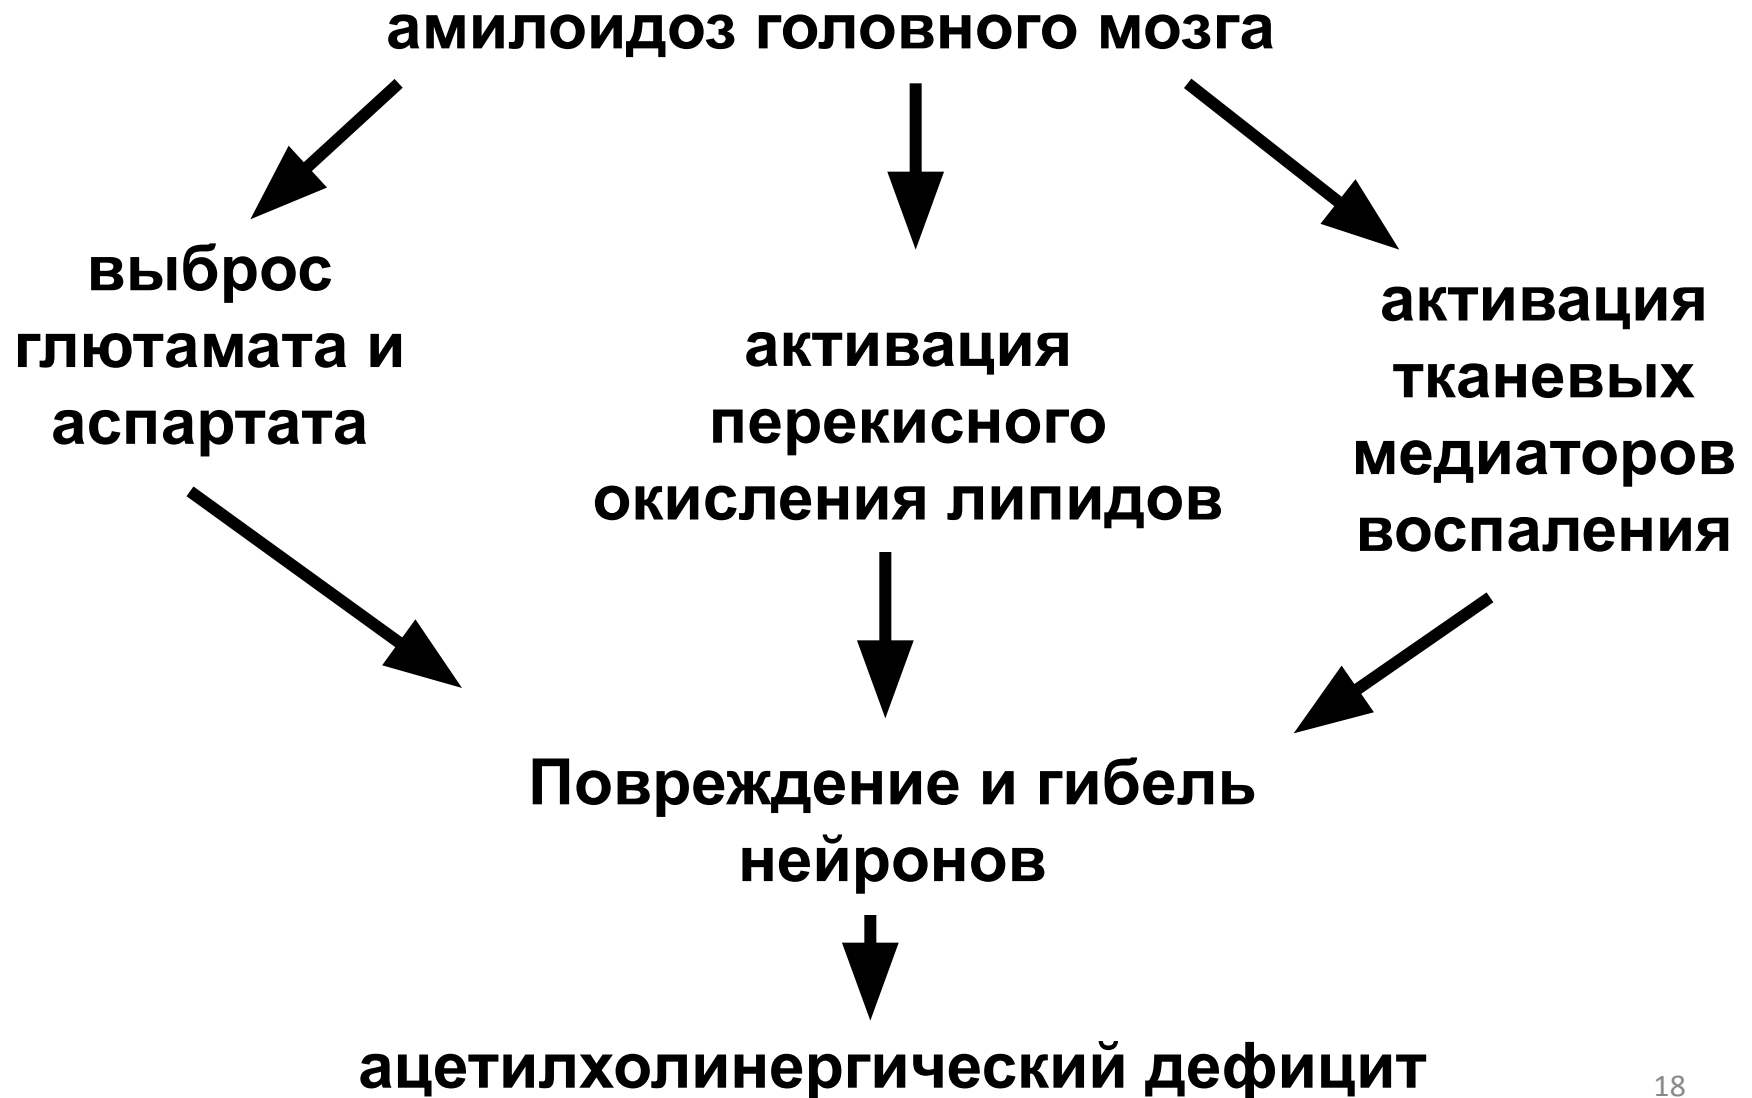 амилоидоз головного мозга
выброс
глютамата и
аспартата
активация
перекисного
окисления липидов
активация
тканевых
медиаторов
воспаления
Повреждение и гибель
нейронов
ацетилхолинергический дефицит
18